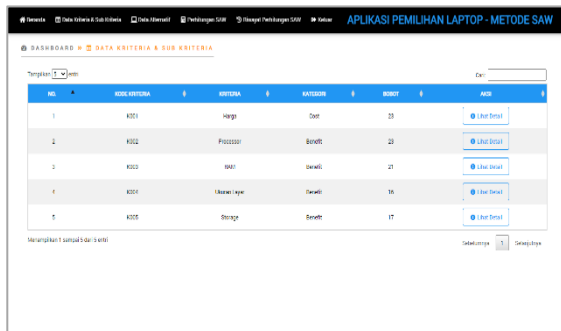 Beranda Data Kriteria & Sub Kriteria Data Alternatif Perhitungan SAW Riwayat Perhitungan SAW Keluar APLIKASI PEMILIHAN LAPTOP - METODE SAW
DASHBOARD DATA KRITERIA & SUB KRITERIA
Tampilkan 5 entri Cari:
NO. KODE KRITERIA KRITERIA KATEGORI BOBOT AKSI
1 K001 Harga Cost 23 Lihat Detail
2 K002 Processor Benefit 23 Lihat Detail
3 K003 RAM Benefit 21 Lihat Detail
4 K004 Ukuran Layar Benefit 16 Lihat Detail
5 K005 Storage Benefit 17 Lihat Detail
Menampilkan 1 sampai 5 dari 5 entri Sebelumnya 1 Selanjutnya